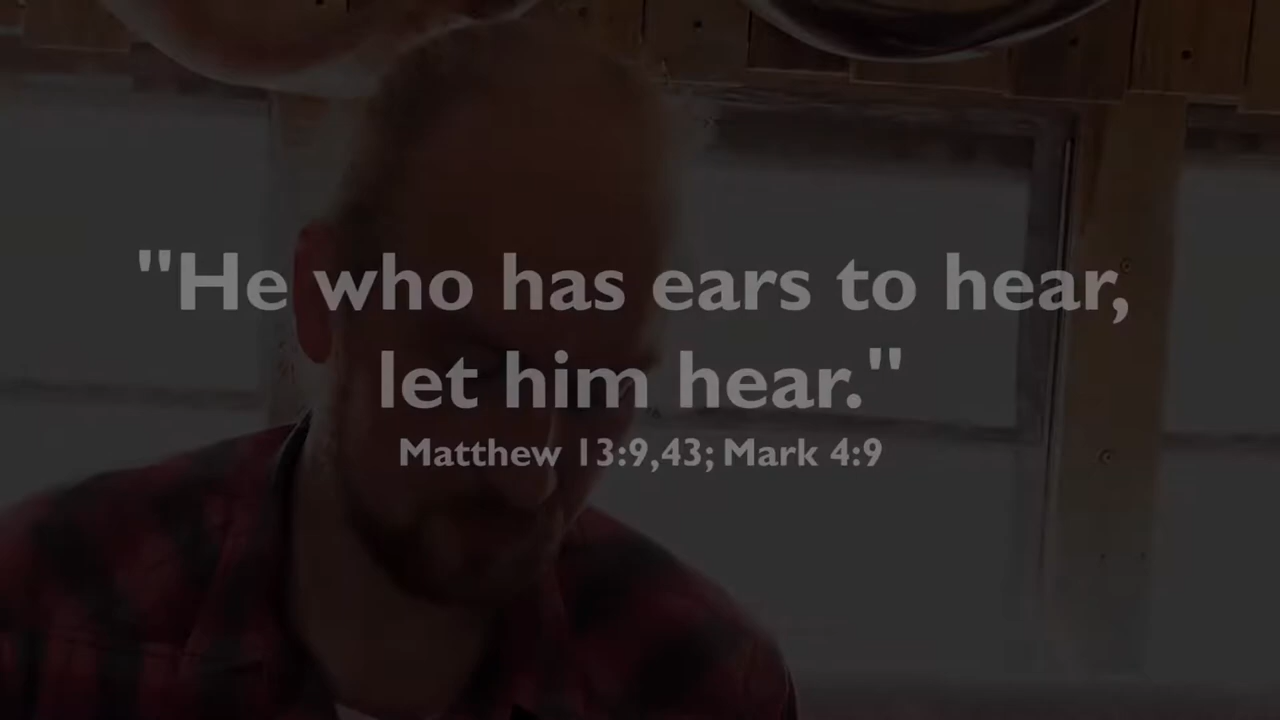 "He who has ears to hear,
let him hear."
Matthew 13:9,43; Mark 4:9